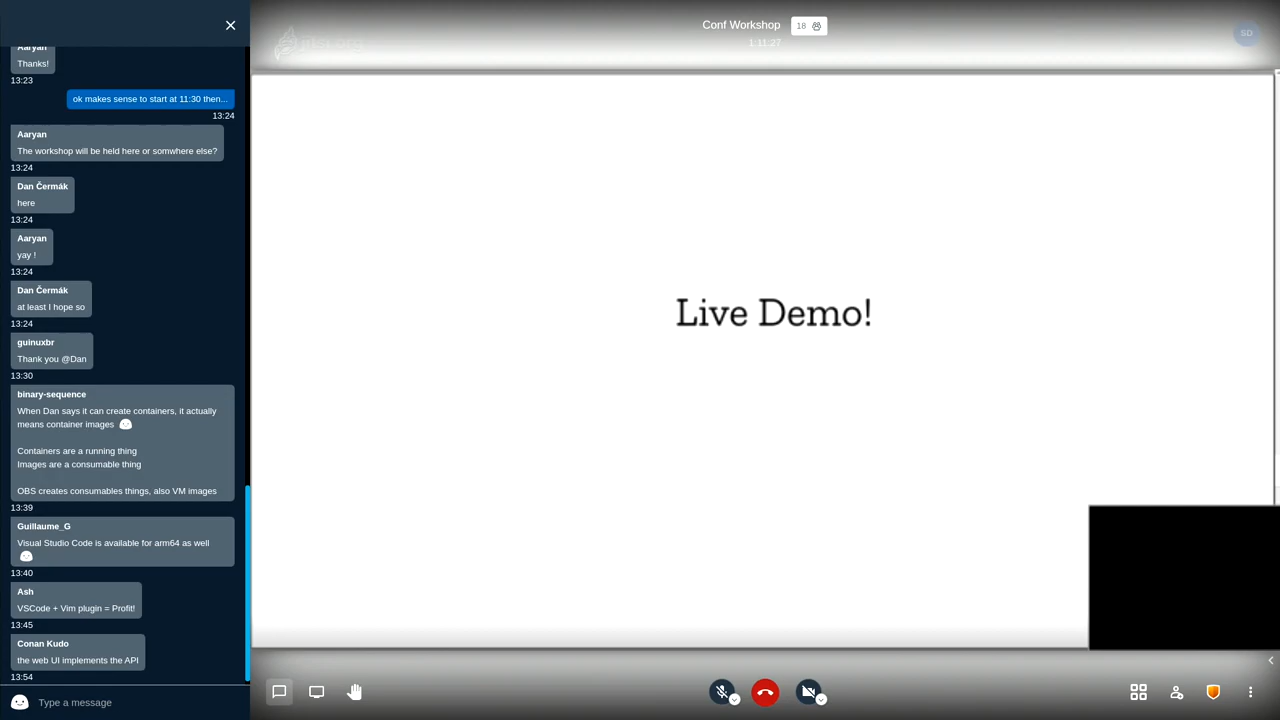 Aaryan
Thanks!
13:23
ok makes sense to start at 11:30 then...
13:24
Aaryan
The workshop will be held here or somwhere else?
13:24
Dan Čermák
here
13:24
Aaryan
yay !
13:24
Dan Čermák
at least I hope so
13:24
guinuxbr
Thank you @Dan
13:30
binary-sequence
When Dan says it can create containers, it actually
means container images
Containers are a running thing
Images are a consumable thing
OBS creates consumables things, also VM images
13:39
Guillaume_G
Visual Studio Code is available for arm64 as well
13:40
Ash
VSCode + Vim plugin = Profit!
13:45
Conan Kudo
the web UI implements the API
13:54
Type a message
Conf Workshop
18
1:11:27
jitsi.org
SD
Live Demo!